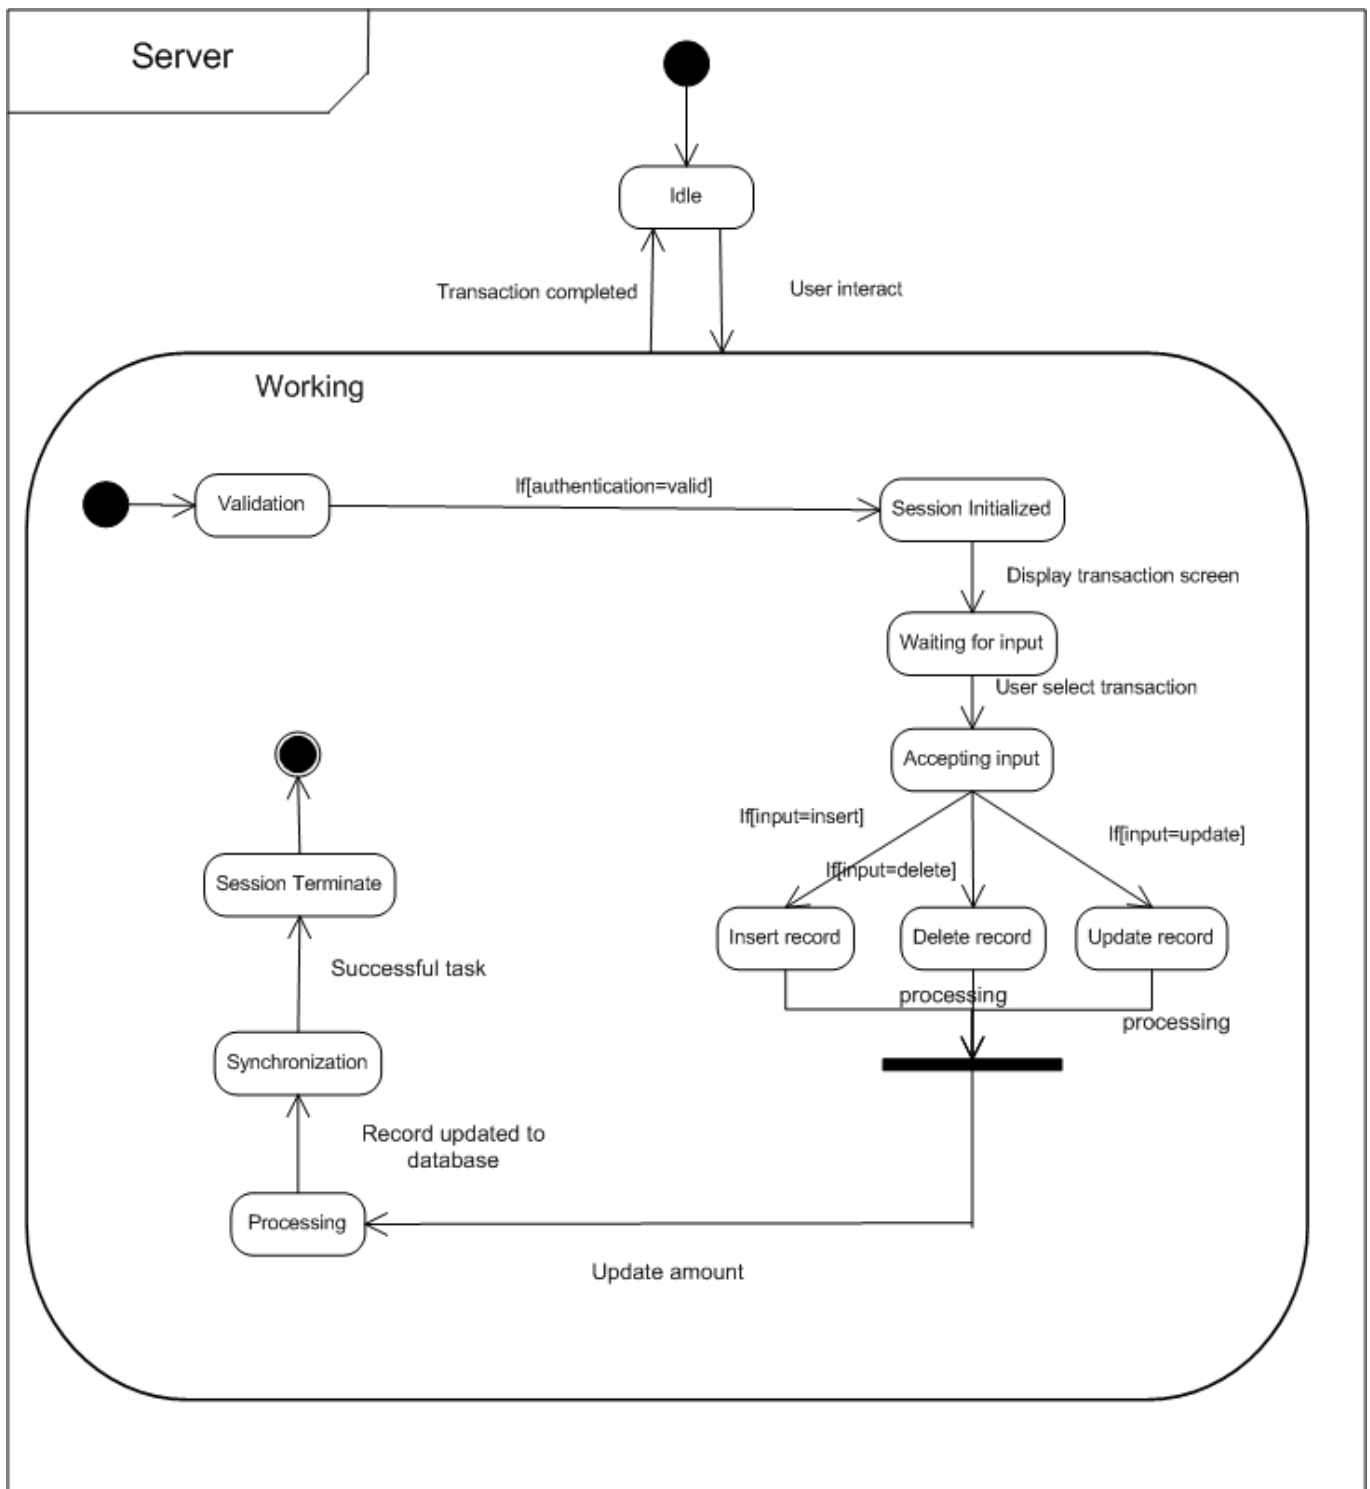 Server
Idle
Transaction completed
User interact
Working
Validation
If[authentication=valid]
Session Initialized
Display transaction screen
Waiting for input
User select transaction
Accepting input
If[input=insert]
If[input=update]
If[input=delete]
Session Terminate
Insert record
Delete record
Update record
Successful task
processing
processing
Synchronization
Record updated to
database
Processing
Update amount